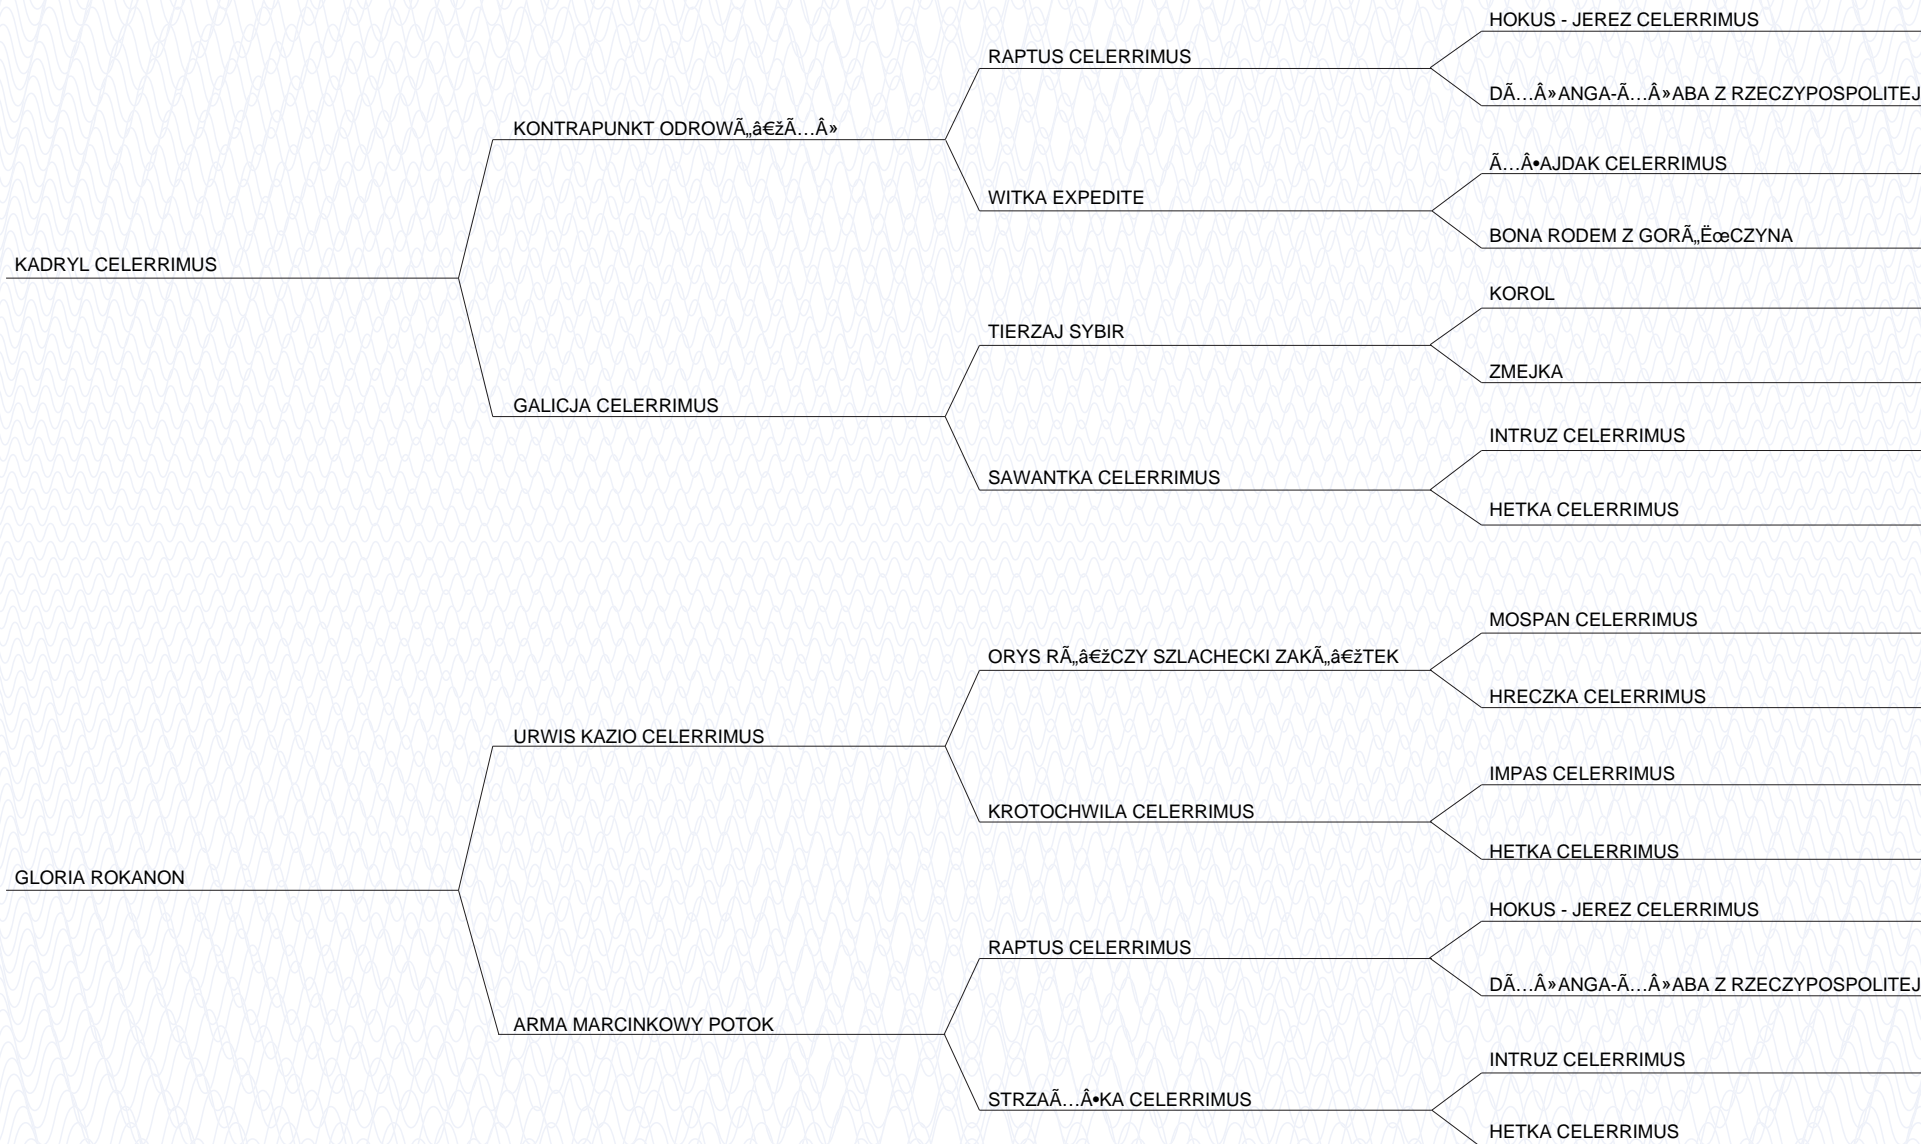 HOKUS - JEREZ CELERRIMUS
RAPTUS CELERRIMUS
DÃ…Â»ANGA-Ã…Â»ABA Z RZECZYPOSPOLITEJ
KONTRAPUNKT ODROWÃ„â€žÃ…Â»
Ã…Â•AJDAK CELERRIMUS
WITKA EXPEDITE
BONA RODEM Z GORÃ„ËœCZYNA
KADRYL CELERRIMUS
KOROL
TIERZAJ SYBIR
ZMEJKA
GALICJA CELERRIMUS
INTRUZ CELERRIMUS
SAWANTKA CELERRIMUS
HETKA CELERRIMUS
MOSPAN CELERRIMUS
ORYS RÃ„â€žCZY SZLACHECKI ZAKÃ„â€žTEK
HRECZKA CELERRIMUS
URWIS KAZIO CELERRIMUS
IMPAS CELERRIMUS
KROTOCHWILA CELERRIMUS
HETKA CELERRIMUS
GLORIA ROKANON
HOKUS - JEREZ CELERRIMUS
RAPTUS CELERRIMUS
DÃ…Â»ANGA-Ã…Â»ABA Z RZECZYPOSPOLITEJ
ARMA MARCINKOWY POTOK
INTRUZ CELERRIMUS
STRZAÃ…Â•KA CELERRIMUS
HETKA CELERRIMUS